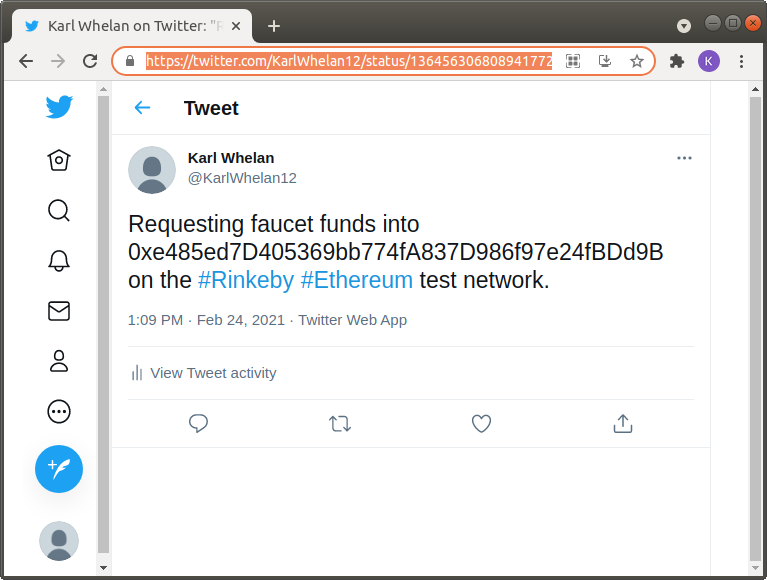 Karl Whelan on Twitter: "R
https://twitter.com/KarlWhelan12/status/136456306808941772
K
Tweet
Karl Whelan
@KarlWhelan12
Requesting faucet funds into
0xe485ed7D405369bb774fA837D986f97e24fBDd9B
on the #Rinkeby #Ethereum test network.
1:09 PM · Feb 24, 2021 · Twitter Web App
View Tweet activity